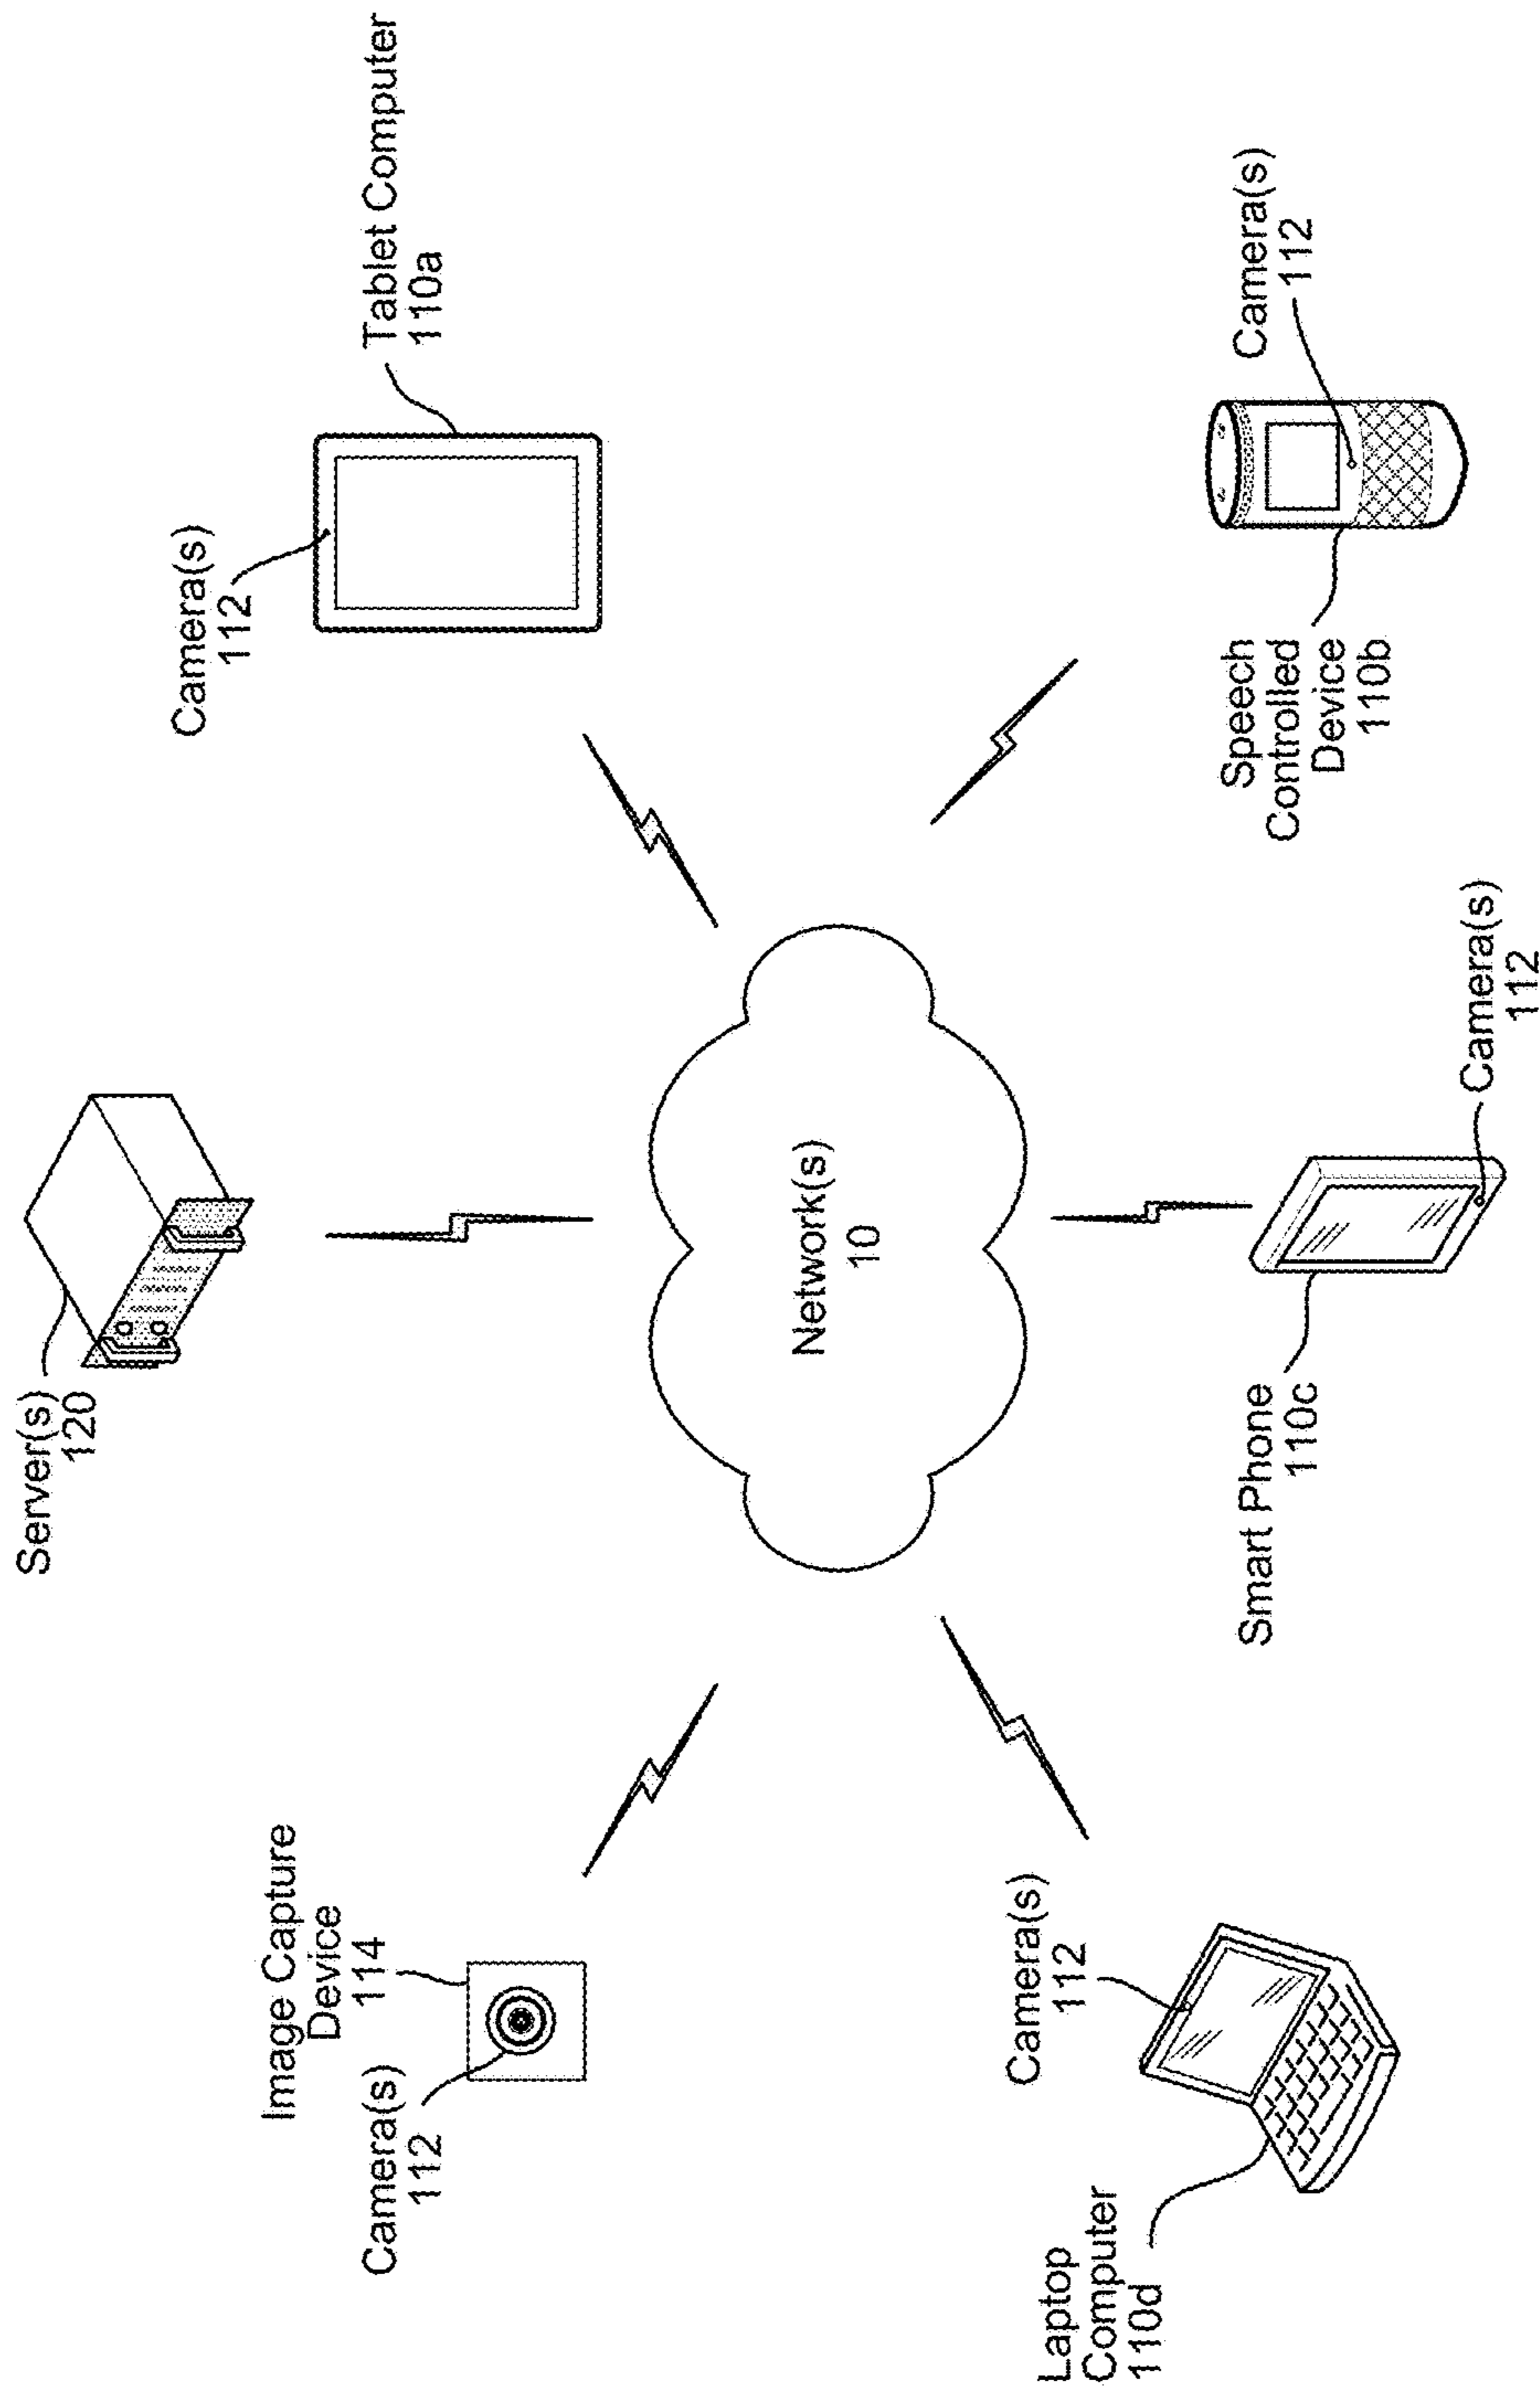 Server(s)
120
Image Capture
Device
114
Camera(s)
112
Camera(s)
112
Tablet Computer
110a
Network(s)
10
Camera(s)
112
Laptop
Computer
110d
Smart Phone
110c
Camera(s)
112
Speech
Controlled
Device
110b
Camera(s)
112